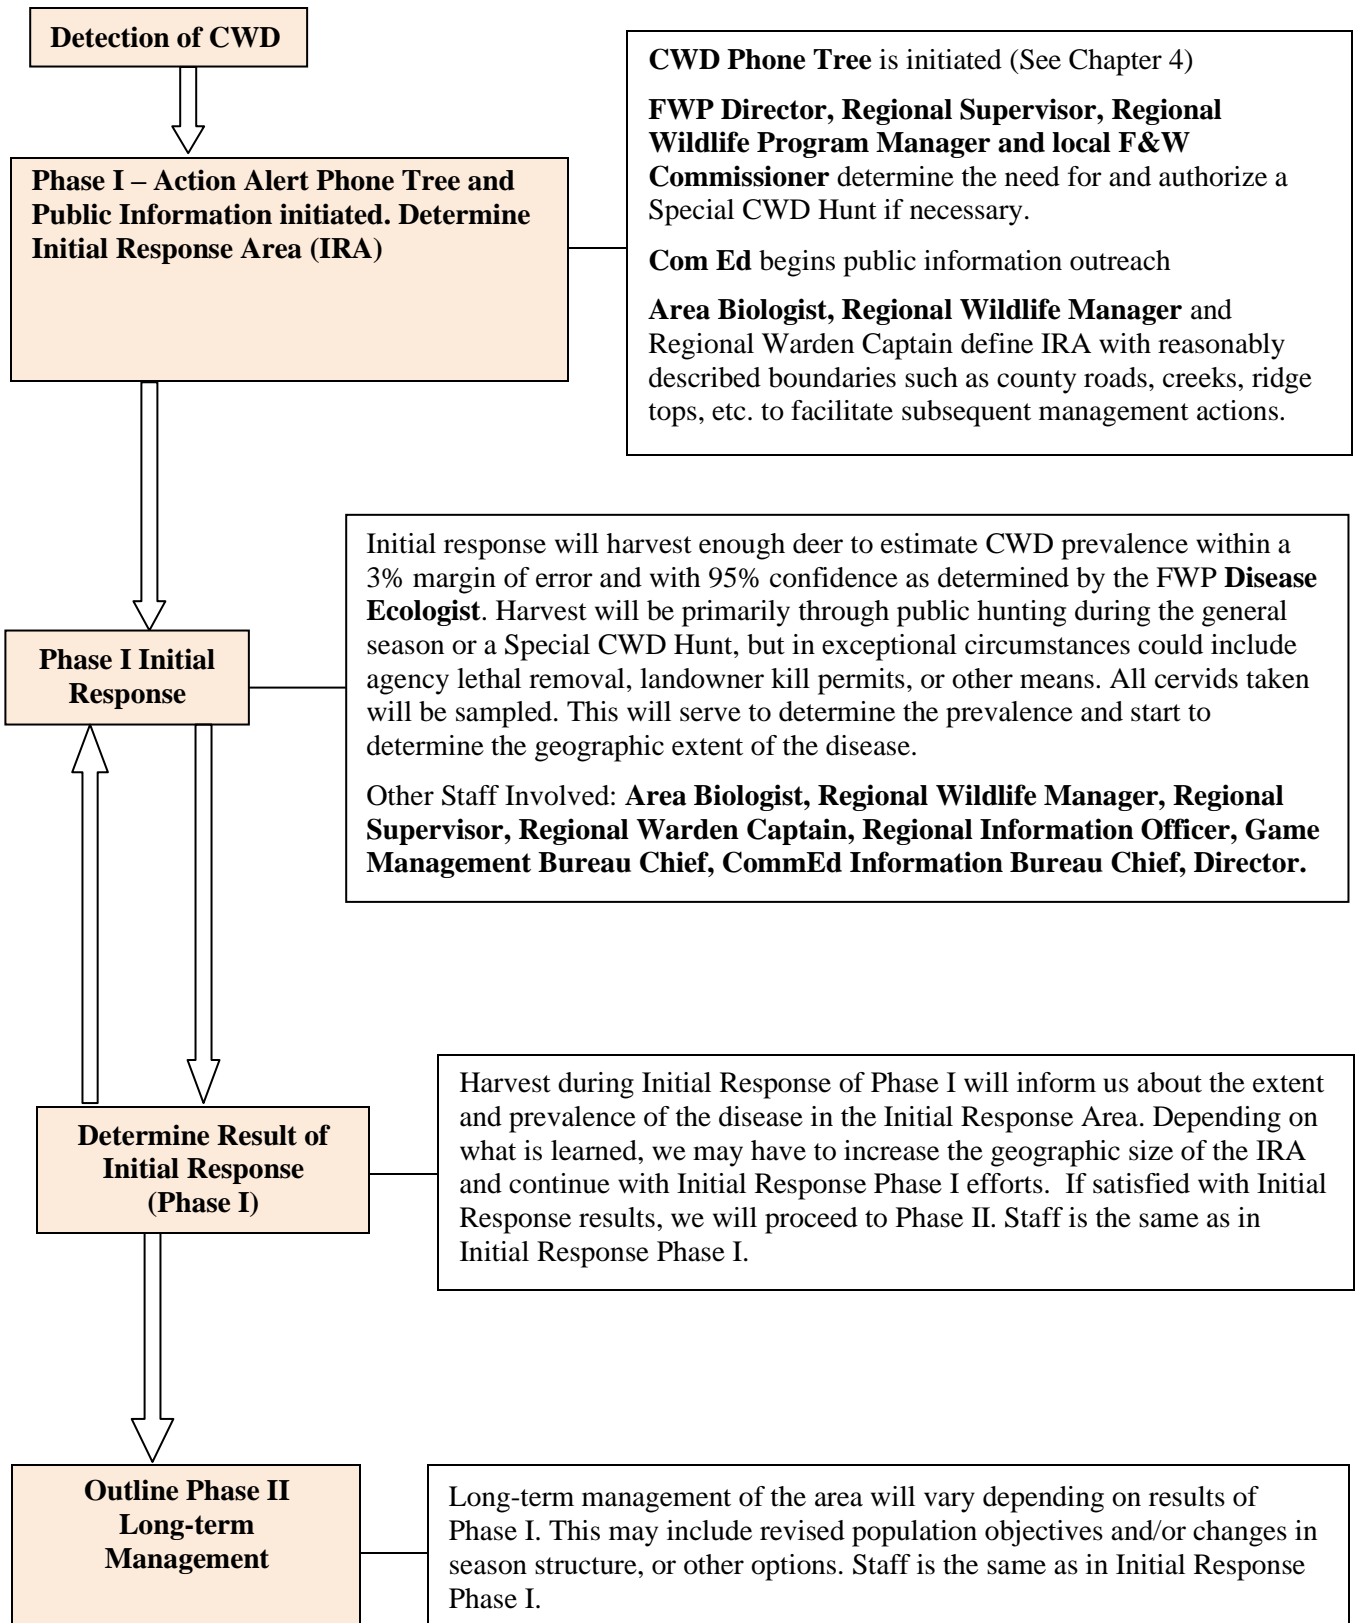 Detection of CWD
CWD Phone Tree is initiated (See Chapter 4)
FWP Director, Regional Supervisor, Regional
Wildlife Program Manager and local F&W
Commissioner determine the need for and authorize a
Special CWD Hunt if necessary.
Com Ed begins public information outreach
Area Biologist, Regional Wildlife Manager and
Regional Warden Captain define IRA with reasonably
described boundaries such as county roads, creeks, ridge
tops, etc. to facilitate subsequent management actions.
Phase I – Action Alert Phone Tree and
Public Information initiated. Determine
Initial Response Area (IRA)
Phase I Initial
Response
Initial response will harvest enough deer to estimate CWD prevalence within a
3% margin of error and with 95% confidence as determined by the FWP Disease
Ecologist. Harvest will be primarily through public hunting during the general
season or a Special CWD Hunt, but in exceptional circumstances could include
agency lethal removal, landowner kill permits, or other means. All cervids taken
will be sampled. This will serve to determine the prevalence and start to
determine the geographic extent of the disease.
Other Staff Involved: Area Biologist, Regional Wildlife Manager, Regional
Supervisor, Regional Warden Captain, Regional Information Officer, Game
Management Bureau Chief, CommEd Information Bureau Chief, Director.
Determine Result of
Initial Response
(Phase I)
Harvest during Initial Response of Phase I will inform us about the extent
and prevalence of the disease in the Initial Response Area. Depending on
what is learned, we may have to increase the geographic size of the IRA
and continue with Initial Response Phase I efforts.  If satisfied with Initial
Response results, we will proceed to Phase II. Staff is the same as in
Initial Response Phase I.
Outline Phase II
Long-term
Management
Long-term management of the area will vary depending on results of
Phase I. This may include revised population objectives and/or changes in
season structure, or other options. Staff is the same as in Initial Response
Phase I.